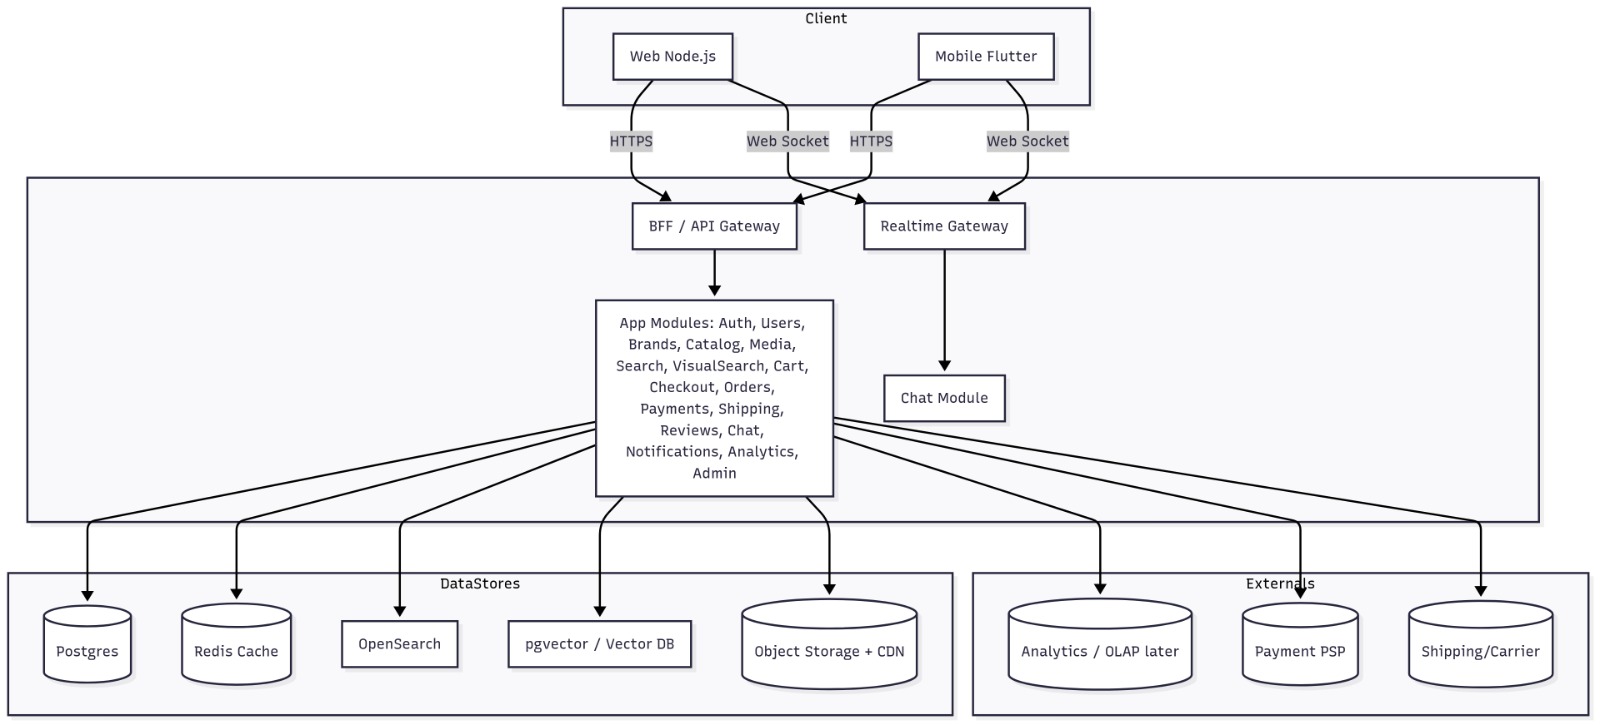 Client
Web Node.js
Mobile Flutter
HTTPS
Web Socket
HTTPS
Web Socket
BFF / API Gateway
Realtime Gateway
App Modules: Auth, Users,
Brands, Catalog, Media,
Search, VisualSearch, Cart,
Checkout, Orders,
Payments, Shipping,
Reviews, Chat,
Notifications, Analytics,
Admin
Chat Module
DataStores
Postgres
Redis Cache
OpenSearch
pgvector / Vector DB
Object Storage + CDN
Externals
Analytics / OLAP later
Payment PSP
Shipping/Carrier